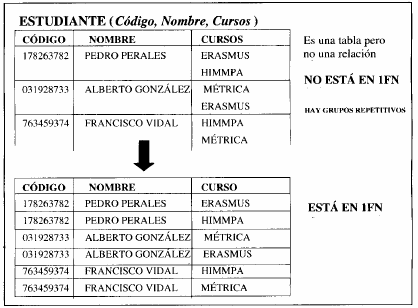 ESTUDIANTE (Código, Nombre, Cursos )
CÓDIGO NOMBRE CURSOS
178263782 PEDRO PERALES ERASMUS
HIMMPA
031928733 ALBERTO GONZÁLEZ MÉTRICA
ERASMUS
763459374 FRANCISCO VIDAL HIMMPA
MÉTRICA
Es una tabla pero
no una relación
NO ESTÁ EN 1FN
HAY GRUPOS REPETITIVOS
CÓDIGO NOMBRE CURSO
178263782 PEDRO PERALES ERASMUS
178263782 PEDRO PERALES HIMMPA
031928733 ALBERTO GONZÁLEZ MÉTRICA
031928733 ALBERTO GONZÁLEZ ERASMUS
763459374 FRANCISCO VIDAL HIMMPA
763459374 FRANCISCO VIDAL MÉTRICA
ESTÁ EN 1FN